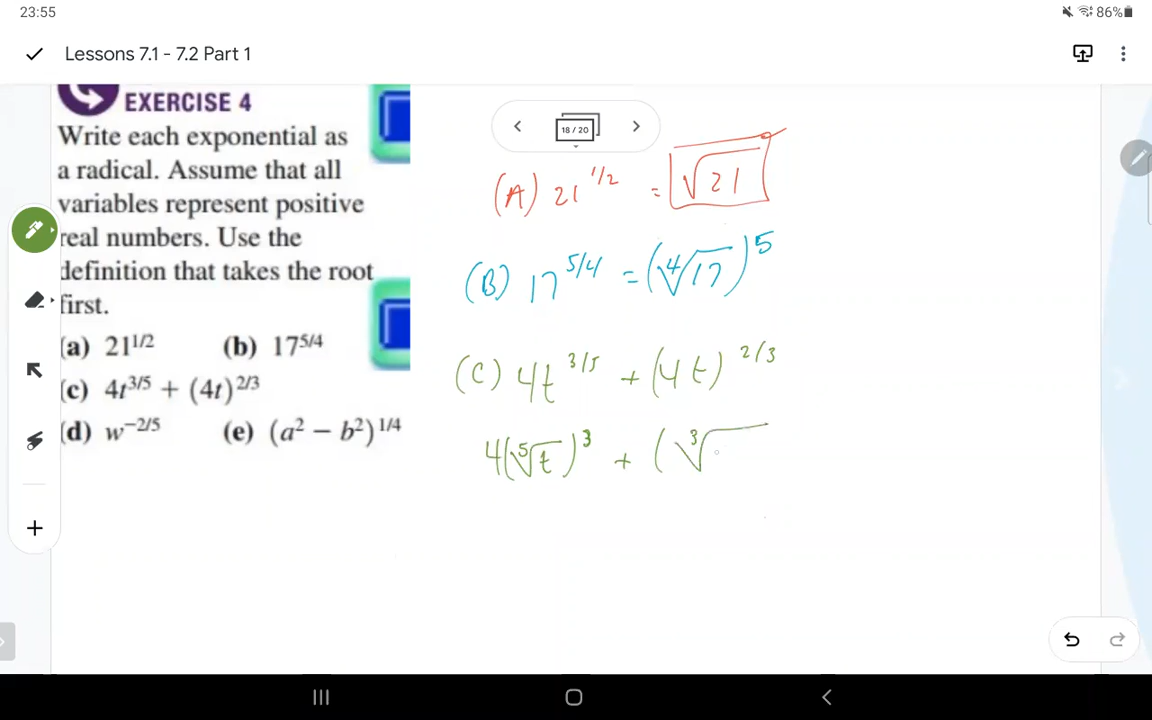 23:55
86%
Lessons 7.1 - 7.2 Part 1
EXERCISE 4
Write each exponential as
a radical. Assume that all
variables represent positive
real numbers. Use the
definition that takes the root
first.
(a) 21^{1/2} (b) 17^{5/4}
(c) 4t^{3/5} + (4t)^{2/3}
(d) w^{-2/5} (e) (a² − b²)^{1/4}
18 / 20
(A) 21^{1/2} = √21
(B) 17^{5/4} = (∜17)^5
(C) 4t^{3/5} + (4t)^{2/3}
4(⁵√t)³ + (³√